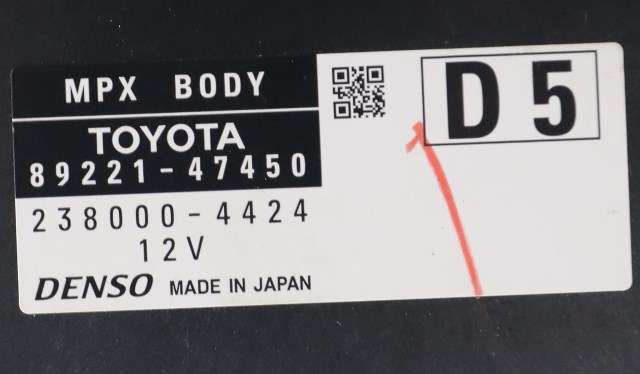 MPX BODY
D5
TOYOTA
89221-47450
238000-4424
12V
DENSO MADE IN JAPAN